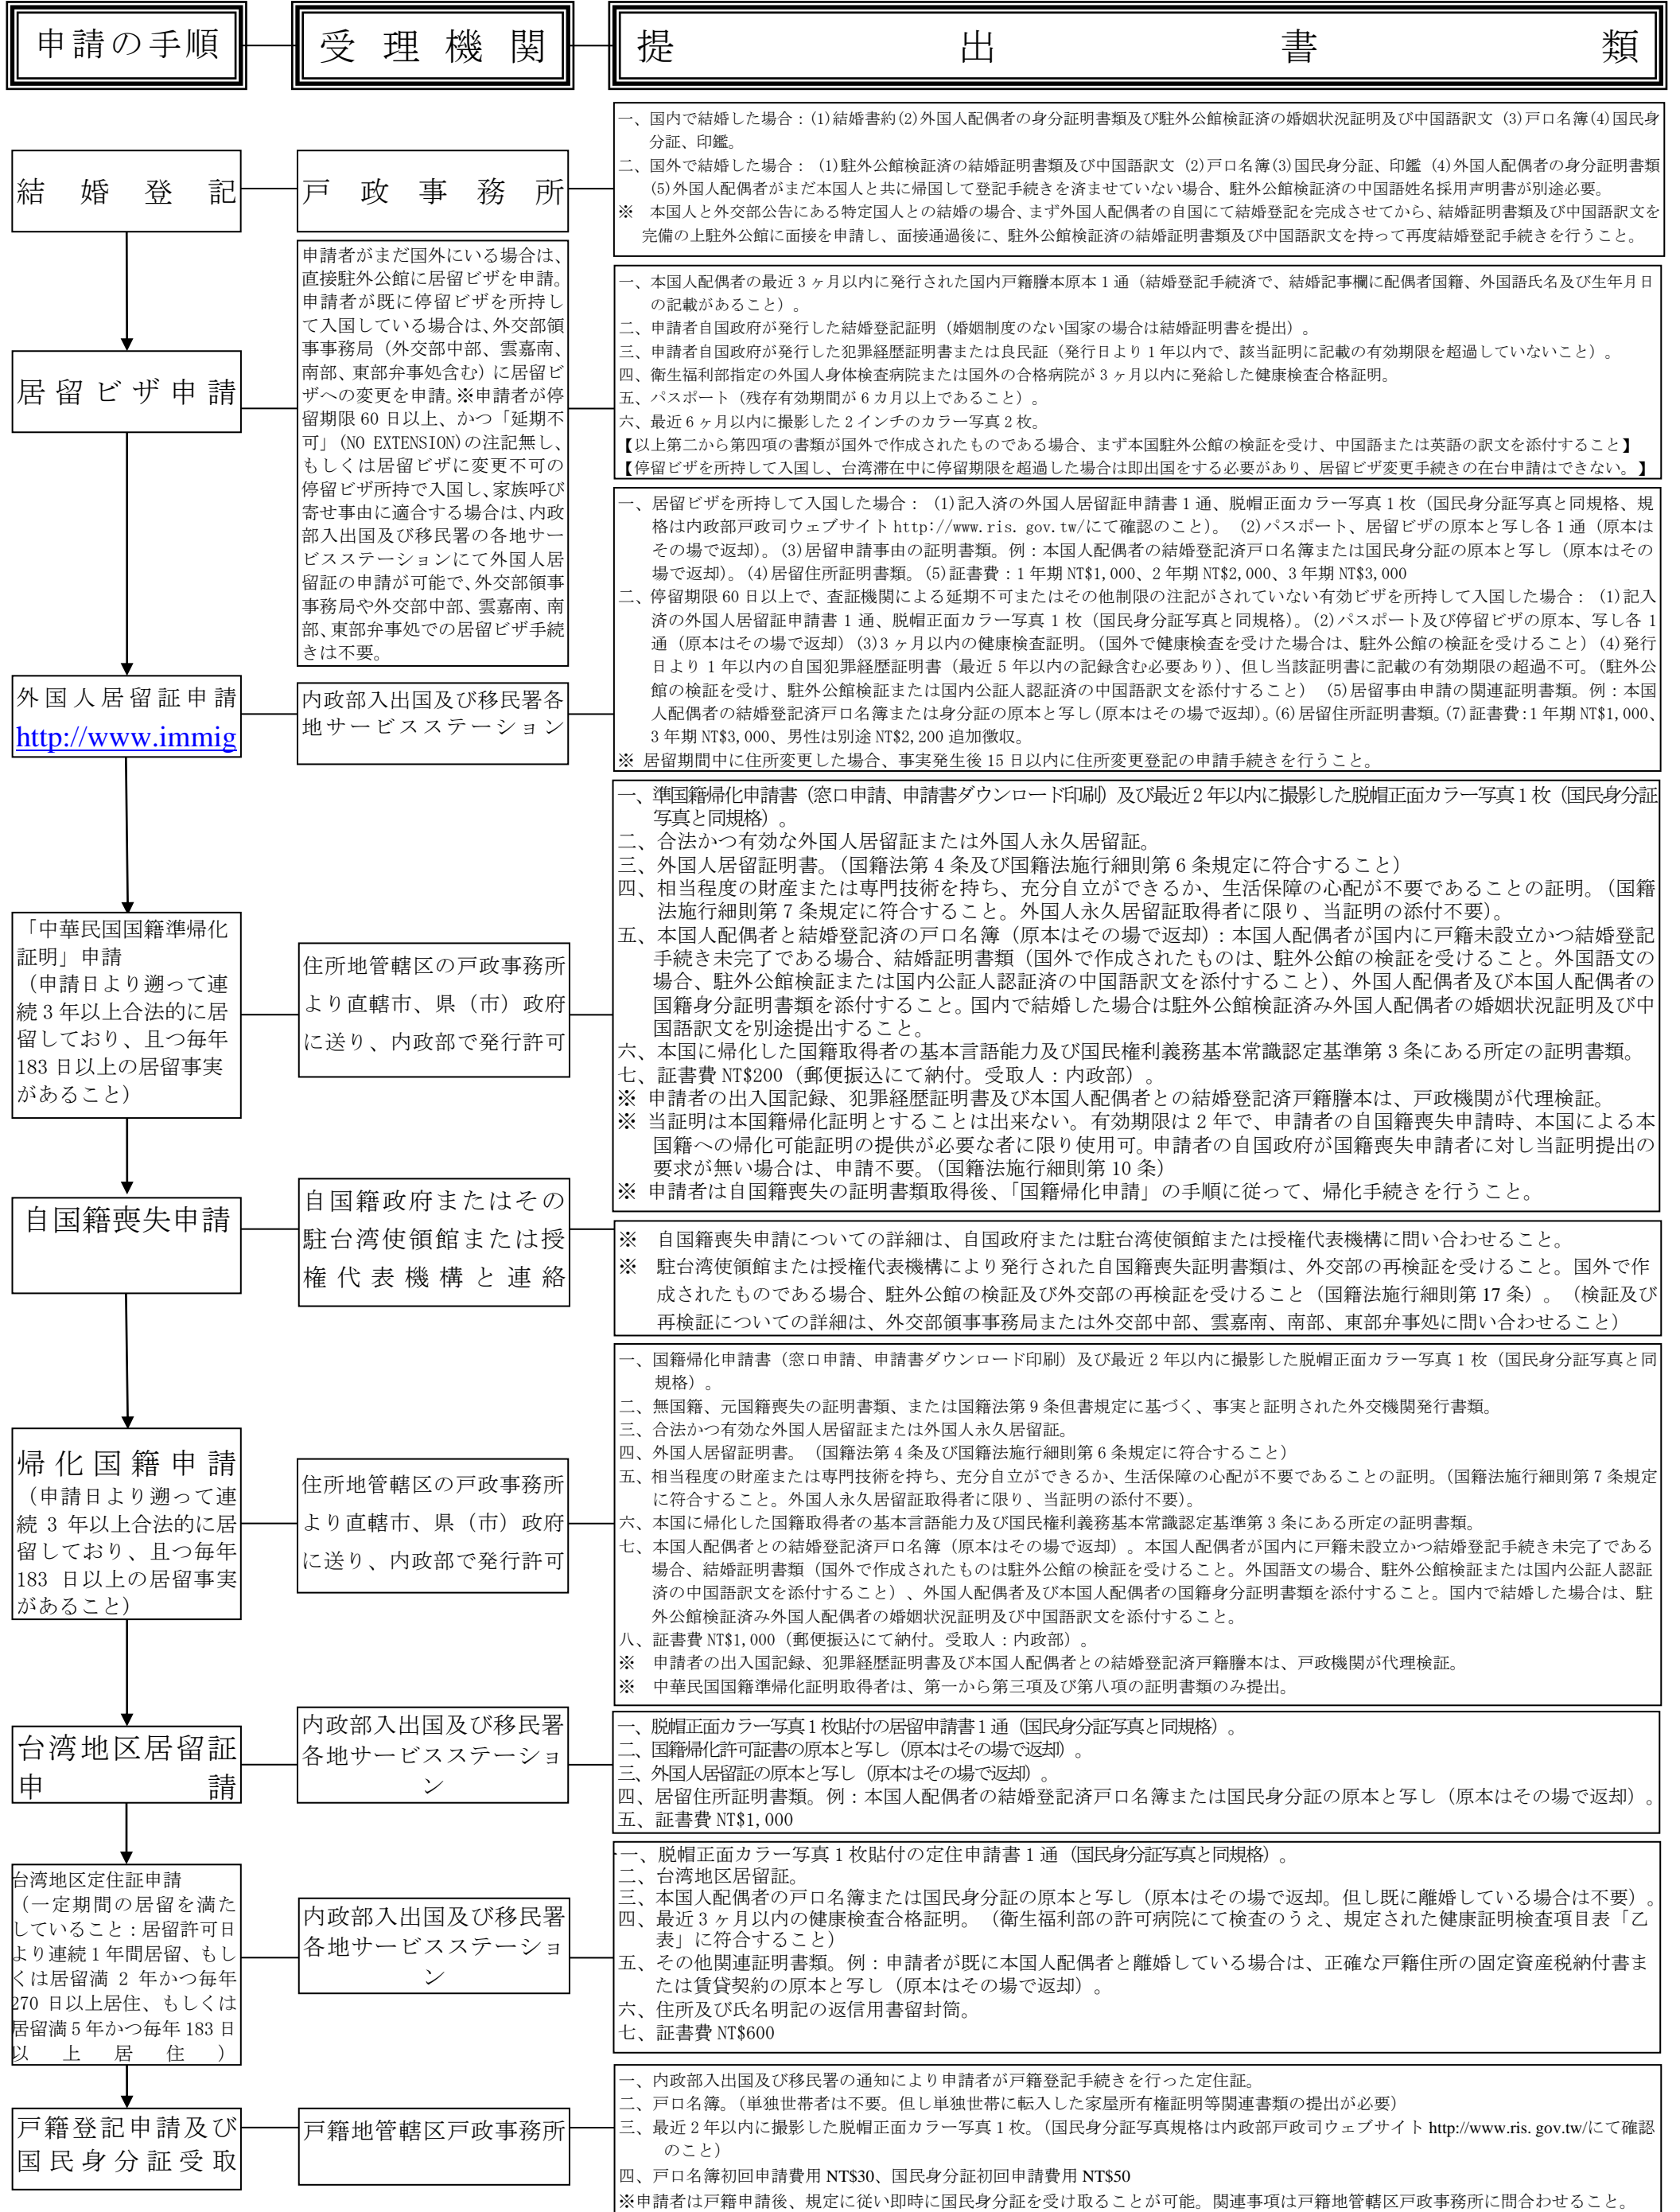 申請の手順
受理機関
提出書類
結婚登記
戸政事務所
一、国内で結婚した場合：(1)結婚書約(2)外国人配偶者の身分証明書類及び駐外公館検証済の婚姻状況証明及び中国語訳文 (3)戸口名簿(4)国民身
分証、印鑑。
二、国外で結婚した場合： (1)駐外公館検証済の結婚証明書類及び中国語訳文 (2)戸口名簿(3)国民身分証、印鑑 (4)外国人配偶者の身分証明書類
(5)外国人配偶者がまだ本国人と共に帰国して登記手続きを済ませていない場合、駐外公館検証済の中国語姓名採用声明書が別途必要。
※ 本国人と外交部公告にある特定国人との結婚の場合、まず外国人配偶者の自国にて結婚登記を完成させてから、結婚証明書類及び中国語訳文を
完備の上駐外公館に面接を申請し、面接通過後に、駐外公館検証済の結婚証明書類及び中国語訳文を持って再度結婚登記手続きを行うこと。
居留ビザ申請
申請者がまだ国外にいる場合は、
直接駐外公館に居留ビザを申請。
申請者が既に停留ビザを所持し
て入国している場合は、外交部領
事事務局（外交部中部、雲嘉南、
南部、東部弁事処含む）に居留ビ
ザへの変更を申請。※申請者が停
留期限 60 日以上、かつ「延期不
可」(NO EXTENSION)の注記無し、
もしくは居留ビザに変更不可の
停留ビザ所持で入国し、家族呼び
寄せ事由に適合する場合は、内政
部入出国及び移民署の各地サー
ビスステーションにて外国人居
留証の申請が可能で、外交部領事
事務局や外交部中部、雲嘉南、南
部、東部弁事処での居留ビザ手続
きは不要。
一、本国人配偶者の最近 3 ヶ月以内に発行された国内戸籍謄本原本 1 通（結婚登記手続済で、結婚記事欄に配偶者国籍、外国語氏名及び生年月日
の記載があること）。
二、申請者自国政府が発行した結婚登記証明（婚姻制度のない国家の場合は結婚証明書を提出）。
三、申請者自国政府が発行した犯罪経歴証明書または良民証（発行日より 1 年以内で、該当証明に記載の有効期限を超過していないこと）。
四、衛生福利部指定の外国人身体検査病院または国外の合格病院が 3 ヶ月以内に発給した健康検査合格証明。
五、パスポート（残存有効期間が 6 カ月以上であること）。
六、最近 6 ヶ月以内に撮影した 2 インチのカラー写真 2 枚。
【以上第二から第四項の書類が国外で作成されたものである場合、まず本国駐外公館の検証を受け、中国語または英語の訳文を添付すること】
【停留ビザを所持して入国し、台湾滞在中に停留期限を超過した場合は即出国をする必要があり、居留ビザ変更手続きの在台申請はできない。】
外国人居留証申請
http://www.immig
内政部入出国及び移民署各
地サービスステーション
一、居留ビザを所持して入国した場合： (1)記入済の外国人居留証申請書 1 通、脱帽正面カラー写真 1 枚（国民身分証写真と同規格、規
格は内政部戸政司ウェブサイト http://www.ris. gov.tw/にて確認のこと）。 (2)パスポート、居留ビザの原本と写し各 1 通（原本は
その場で返却）。(3)居留申請事由の証明書類。例：本国人配偶者の結婚登記済戸口名簿または国民身分証の原本と写し（原本はその
場で返却）。(4)居留住所証明書類。(5)証書費：1 年期 NT$1,000、2 年期 NT$2,000、3 年期 NT$3,000
二、停留期限 60 日以上で、査証機関による延期不可またはその他制限の注記がされていない有効ビザを所持して入国した場合： (1)記入
済の外国人居留証申請書 1 通、脱帽正面カラー写真 1 枚（国民身分証写真と同規格）。(2)パスポート及び停留ビザの原本、写し各 1
通（原本はその場で返却）(3)3 ヶ月以内の健康検査証明。（国外で健康検査を受けた場合は、駐外公館の検証を受けること）(4)発行
日より 1 年以内の自国犯罪経歴証明書（最近 5 年以内の記録含む必要あり）、但し当該証明書に記載の有効期限の超過不可。（駐外公
館の検証を受け、駐外公館検証または国内公証人認証済の中国語訳文を添付すること） (5)居留事由申請の関連証明書類。例：本国
人配偶者の結婚登記済戸口名簿または身分証の原本と写し(原本はその場で返却)。(6)居留住所証明書類。(7)証書費：1 年期 NT$1,000、
3 年期 NT$3,000、男性は別途 NT$2,200 追加徴収。
※ 居留期間中に住所変更した場合、事実発生後 15 日以内に住所変更登記の申請手続きを行うこと。
「中華民国国籍準帰化
証明」申請
（申請日より遡って連
続 3 年以上合法的に居
留しており、且つ毎年
183 日以上の居留事実
があること）
住所地管轄区の戸政事務所
より直轄市、県（市）政府
に送り、内政部で発行許可
一、準国籍帰化申請書（窓口申請、申請書ダウンロード印刷）及び最近 2 年以内に撮影した脱帽正面カラー写真 1 枚（国民身分証
写真と同規格）。
二、合法かつ有効な外国人居留証または外国人永久居留証。
三、外国人居留証明書。（国籍法第 4 条及び国籍法施行細則第 6 条規定に符合すること）
四、相当程度の財産または専門技術を持ち、充分自立ができるか、生活保障の心配が不要であることの証明。（国籍
法施行細則第 7 条規定に符合すること。外国人永久居留証取得者に限り、当証明の添付不要）。
五、本国人配偶者と結婚登記済の戸口名簿（原本はその場で返却）：本国人配偶者が国内に戸籍未設立かつ結婚登記
手続き未完了である場合、結婚証明書類（国外で作成されたものは、駐外公館の検証を受けること。外国語文の
場合、駐外公館検証または国内公証人認証済の中国語訳文を添付すること）、外国人配偶者及び本国人配偶者の
国籍身分証明書類を添付すること。国内で結婚した場合は駐外公館検証済み外国人配偶者の婚姻状況証明及び中
国語訳文を別途提出すること。
六、本国に帰化した国籍取得者の基本言語能力及び国民権利義務基本常識認定基準第 3 条にある所定の証明書類。
七、証書費 NT$200（郵便振込にて納付。受取人：内政部）。
※ 申請者の出入国記録、犯罪経歴証明書及び本国人配偶者との結婚登記済戸籍謄本は、戸政機関が代理検証。
※ 当証明は本国籍帰化証明とすることは出来ない。有効期限は 2 年で、申請者の自国籍喪失申請時、本国による本
国籍への帰化可能証明の提供が必要な者に限り使用可。申請者の自国政府が国籍喪失申請者に対し当証明提出の
要求が無い場合は、申請不要。（国籍法施行細則第 10 条）
※ 申請者は自国籍喪失の証明書類取得後、「国籍帰化申請」の手順に従って、帰化手続きを行うこと。
自国籍喪失申請
自国籍政府またはその
駐台湾使領館または授
権代表機構と連絡
※ 自国籍喪失申請についての詳細は、自国政府または駐台湾使領館または授権代表機構に問い合わせること。
※ 駐台湾使領館または授権代表機構により発行された自国籍喪失証明書類は、外交部の再検証を受けること。国外で作
成されたものである場合、駐外公館の検証及び外交部の再検証を受けること（国籍法施行細則第 17 条）。（検証及び
再検証についての詳細は、外交部領事事務局または外交部中部、雲嘉南、南部、東部弁事処に問い合わせること）
帰化国籍申請
（申請日より遡って連
続 3 年以上合法的に居
留しており、且つ毎年
183 日以上の居留事実
があること）
住所地管轄区の戸政事務所
より直轄市、県（市）政府
に送り、内政部で発行許可
一、国籍帰化申請書（窓口申請、申請書ダウンロード印刷）及び最近 2 年以内に撮影した脱帽正面カラー写真 1 枚（国民身分証写真と同
規格）。
二、無国籍、元国籍喪失の証明書類、または国籍法第 9 条但書規定に基づく、事実と証明された外交機関発行書類。
三、合法かつ有効な外国人居留証または外国人永久居留証。
四、外国人居留証明書。（国籍法第 4 条及び国籍法施行細則第 6 条規定に符合すること）
五、相当程度の財産または専門技術を持ち、充分自立ができるか、生活保障の心配が不要であることの証明。（国籍法施行細則第 7 条規定
に符合すること。外国人永久居留証取得者に限り、当証明の添付不要）。
六、本国に帰化した国籍取得者の基本言語能力及び国民権利義務基本常識認定基準第 3 条にある所定の証明書類。
七、本国人配偶者との結婚登記済戸口名簿（原本はその場で返却）。本国人配偶者が国内に戸籍未設立かつ結婚登記手続き未完了である
場合、結婚証明書類（国外で作成されたものは駐外公館の検証を受けること。外国語文の場合、駐外公館検証または国内公証人認証
済の中国語訳文を添付すること）、外国人配偶者及び本国人配偶者の国籍身分証明書類を添付すること。国内で結婚した場合は、駐
外公館検証済み外国人配偶者の婚姻状況証明及び中国語訳文を添付すること。
八、証書費 NT$1,000（郵便振込にて納付。受取人：内政部）。
※ 申請者の出入国記録、犯罪経歴証明書及び本国人配偶者との結婚登記済戸籍謄本は、戸政機関が代理検証。
※ 中華民国国籍準帰化証明取得者は、第一から第三項及び第八項の証明書類のみ提出。
台湾地区居留証
申請
内政部入出国及び移民署
各地サービスステーショ
ン
一、脱帽正面カラー写真 1 枚貼付の居留申請書 1 通（国民身分証写真と同規格）。
二、国籍帰化許可証書の原本と写し（原本はその場で返却）。
三、外国人居留証の原本と写し（原本はその場で返却）。
四、居留住所証明書類。例：本国人配偶者の結婚登記済戸口名簿または国民身分証の原本と写し（原本はその場で返却）。
五、証書費 NT$1,000
台湾地区定住証申請
（一定期間の居留を満た
していること：居留許可日
より連続 1 年間居留、もし
くは居留満 2 年かつ毎年
270 日以上居住、もしくは
居留満 5 年かつ毎年 183 日
以上居住）
内政部入出国及び移民署
各地サービスステーショ
ン
一、脱帽正面カラー写真 1 枚貼付の定住申請書 1 通（国民身分証写真と同規格）。
二、台湾地区居留証。
三、本国人配偶者の戸口名簿または国民身分証の原本と写し（原本はその場で返却。但し既に離婚している場合は不要）。
四、最近 3 ヶ月以内の健康検査合格証明。（衛生福利部の許可病院にて検査のうえ、規定された健康証明検査項目表「乙
表」に符合すること）
五、その他関連証明書類。例：申請者が既に本国人配偶者と離婚している場合は、正確な戸籍住所の固定資産税納付書ま
たは賃貸契約の原本と写し（原本はその場で返却）。
六、住所及び氏名明記の返信用書留封筒。
七、証書費 NT$600
戸籍登記申請及び
国民身分証受取
戸籍地管轄区戸政事務所
一、内政部入出国及び移民署の通知により申請者が戸籍登記手続きを行った定住証。
二、戸口名簿。（単独世帯者は不要。但し単独世帯に転入した家屋所有権証明等関連書類の提出が必要）
三、最近 2 年以内に撮影した脱帽正面カラー写真 1 枚。（国民身分証写真規格は内政部戸政司ウェブサイト http://www.ris. gov.tw/にて確認
のこと）
四、戸口名簿初回申請費用 NT$30、国民身分証初回申請費用 NT$50
※申請者は戸籍申請後、規定に従い即時に国民身分証を受け取ることが可能。関連事項は戸籍地管轄区戸政事務所に問合わせること。